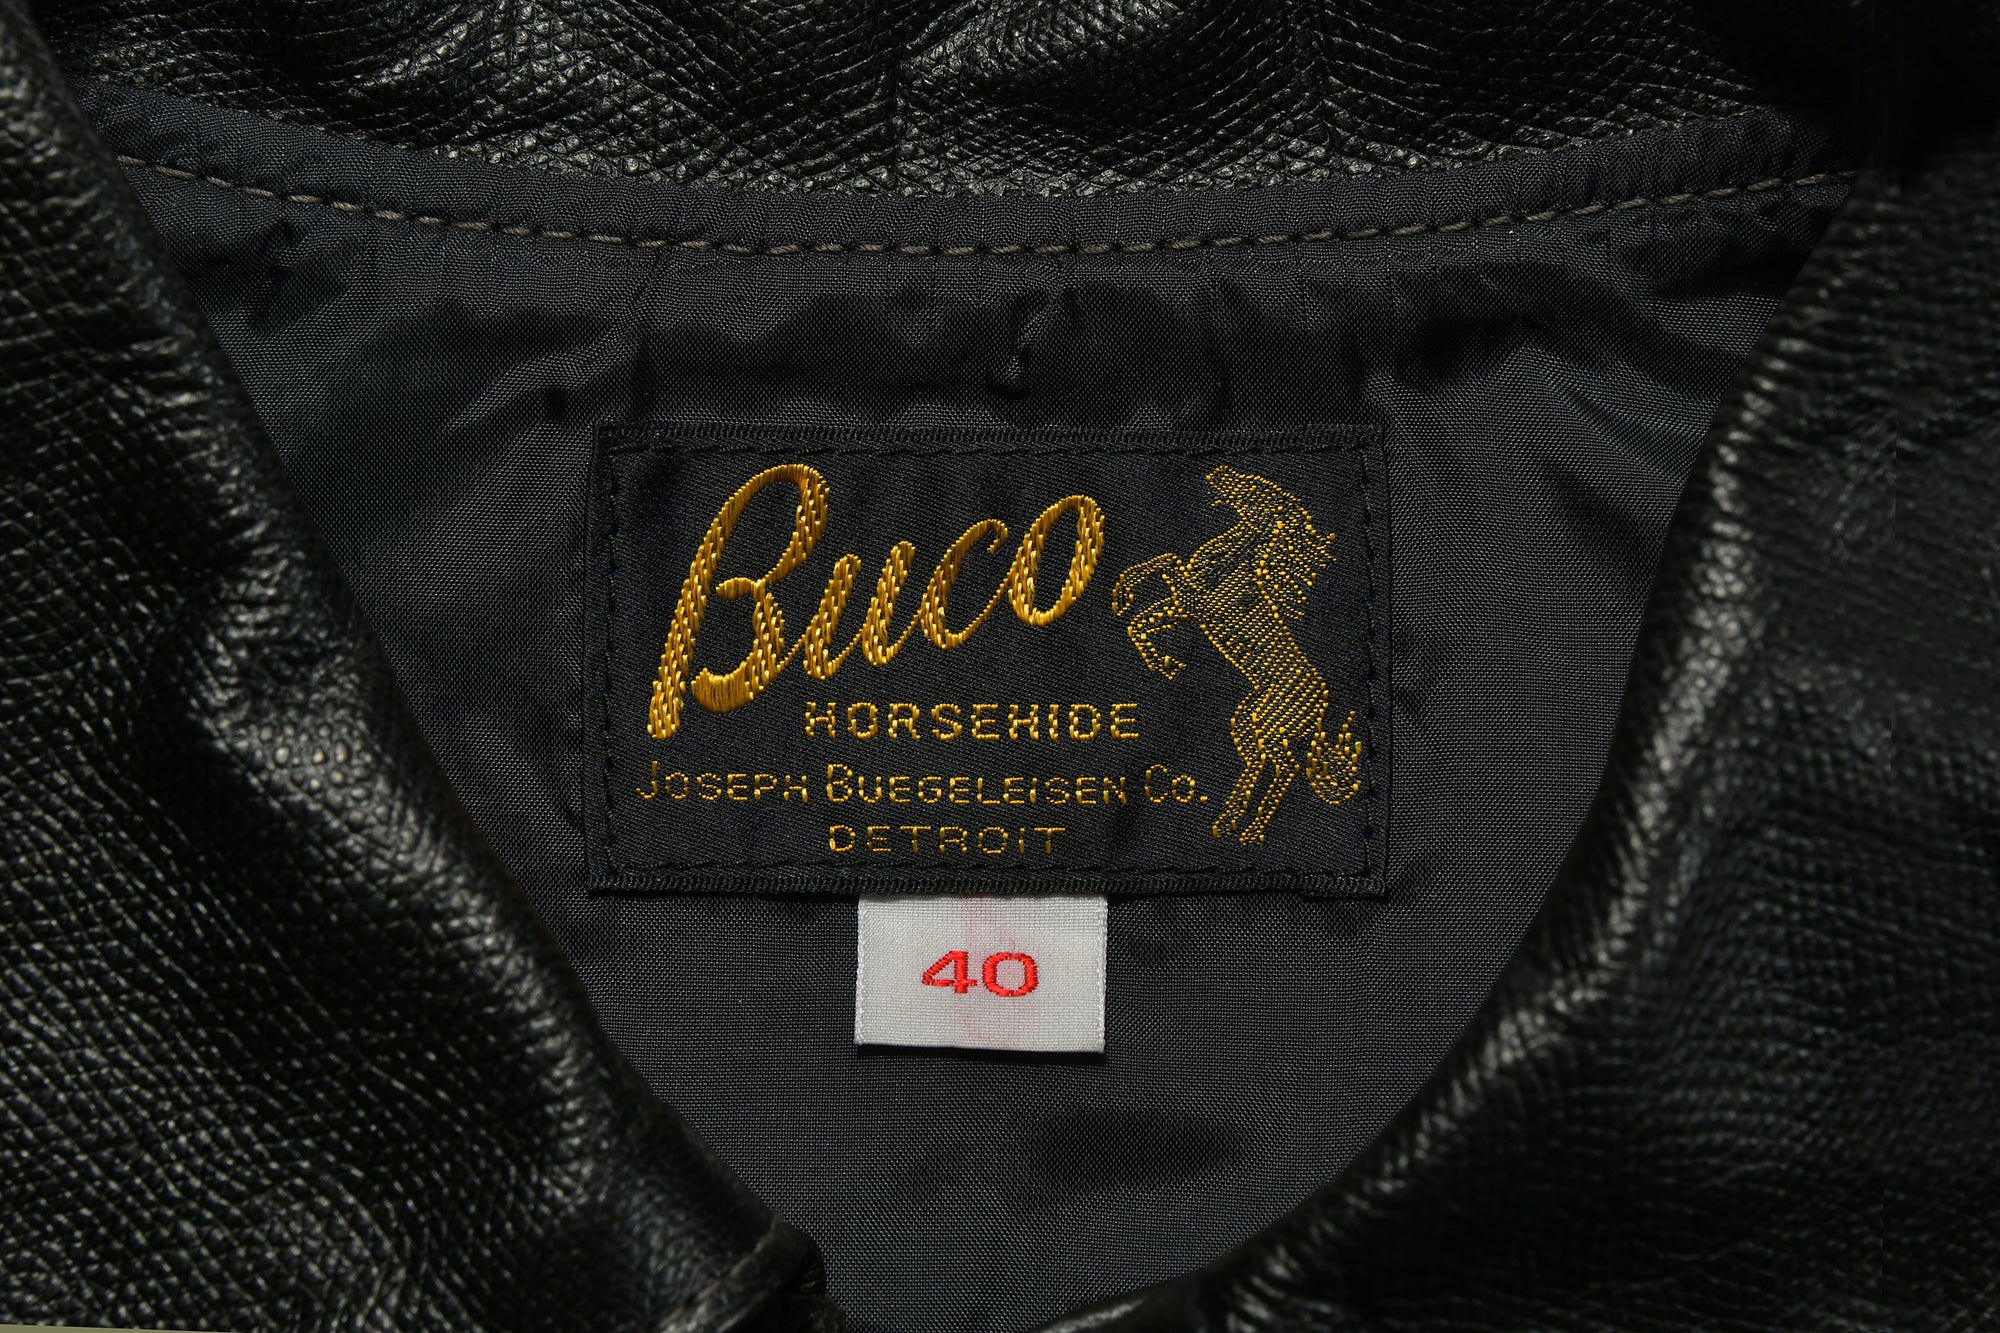 Buco
HORSEHIDE
JOSEPH BUEGELEISEN CO.
DETROIT
40